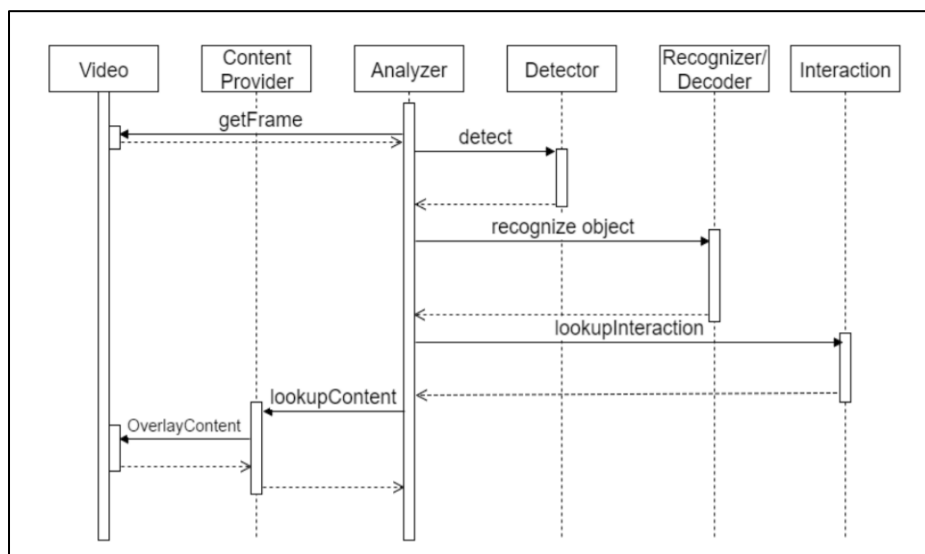 Video
Content
Provider
Analyzer
Detector
Recognizer/
Decoder
Interaction
getFrame
detect
recognize object
lookupInteraction
lookupContent
OverlayContent